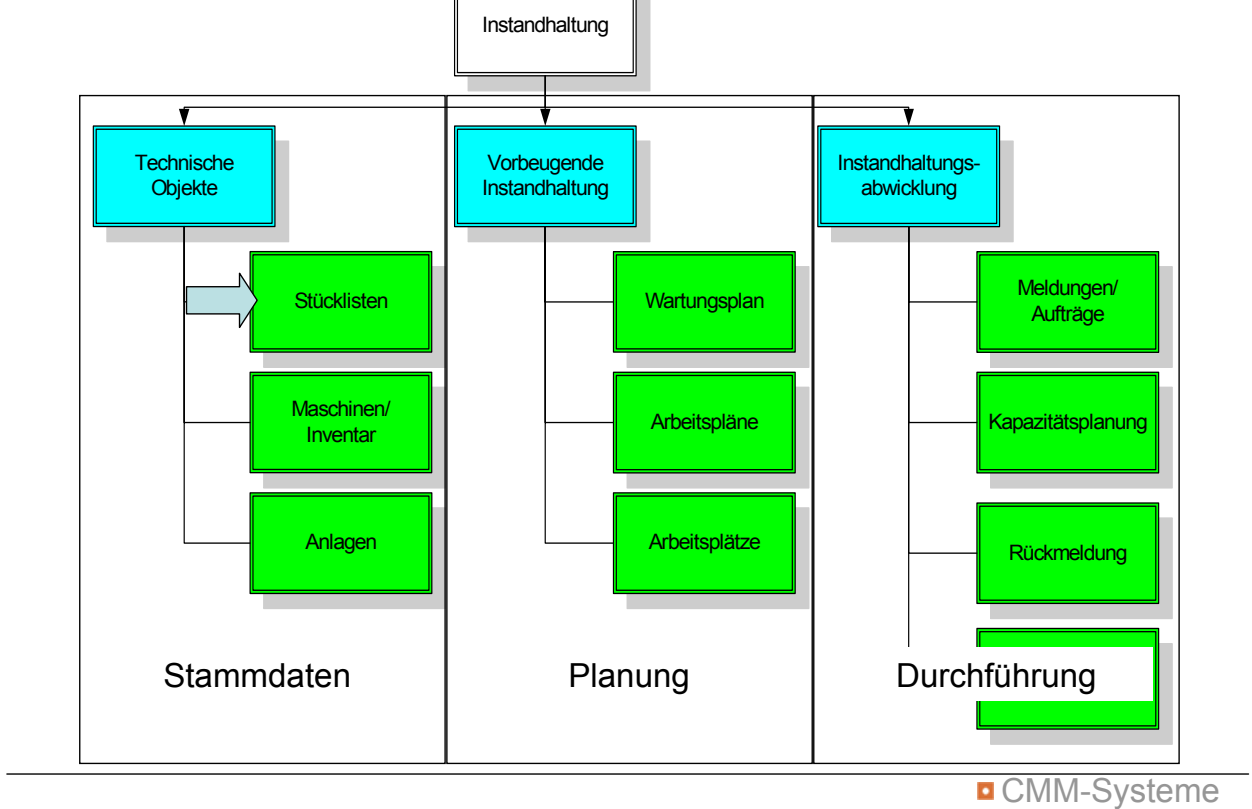 Instandhaltung
Technische
Objekte
Vorbeugende
Instandhaltung
Instandhaltungs-
abwicklung
Stücklisten
Wartungsplan
Meldungen/
Aufträge
Maschinen/
Inventar
Arbeitspläne
Kapazitätsplanung
Anlagen
Arbeitsplätze
Rückmeldung
Stammdaten
Planung
Durchführung
CMM-Systeme